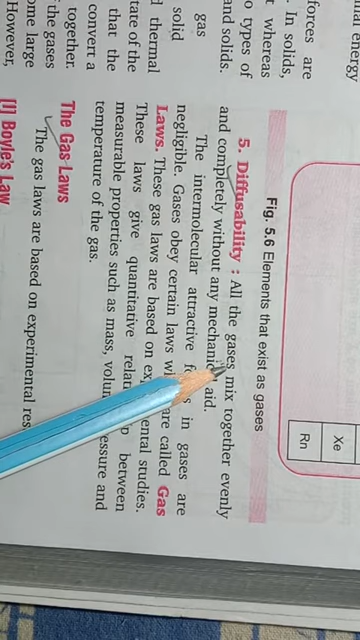 ual energy
forces are
. In solids,
t whereas
o types of
and solids.
gas
solid
d thermal
tate of the
that the
convert a
together.
the gases
ome large
However,
Xe
Rn
Fig. 5.6 Elements that exist as gases
5. Diffusability : All the gases mix together evenly
and completely without any mechanic aid.
The intermolecular attractive in gases are
negligible. Gases obey certain laws are called Gas
Laws. These gas laws are based on ental studies.
These laws give quantitative between
measurable properties such as mass, essure and
temperature of the gas.
The Gas Laws
The gas laws are based on experimental
[I] Boyle's Law